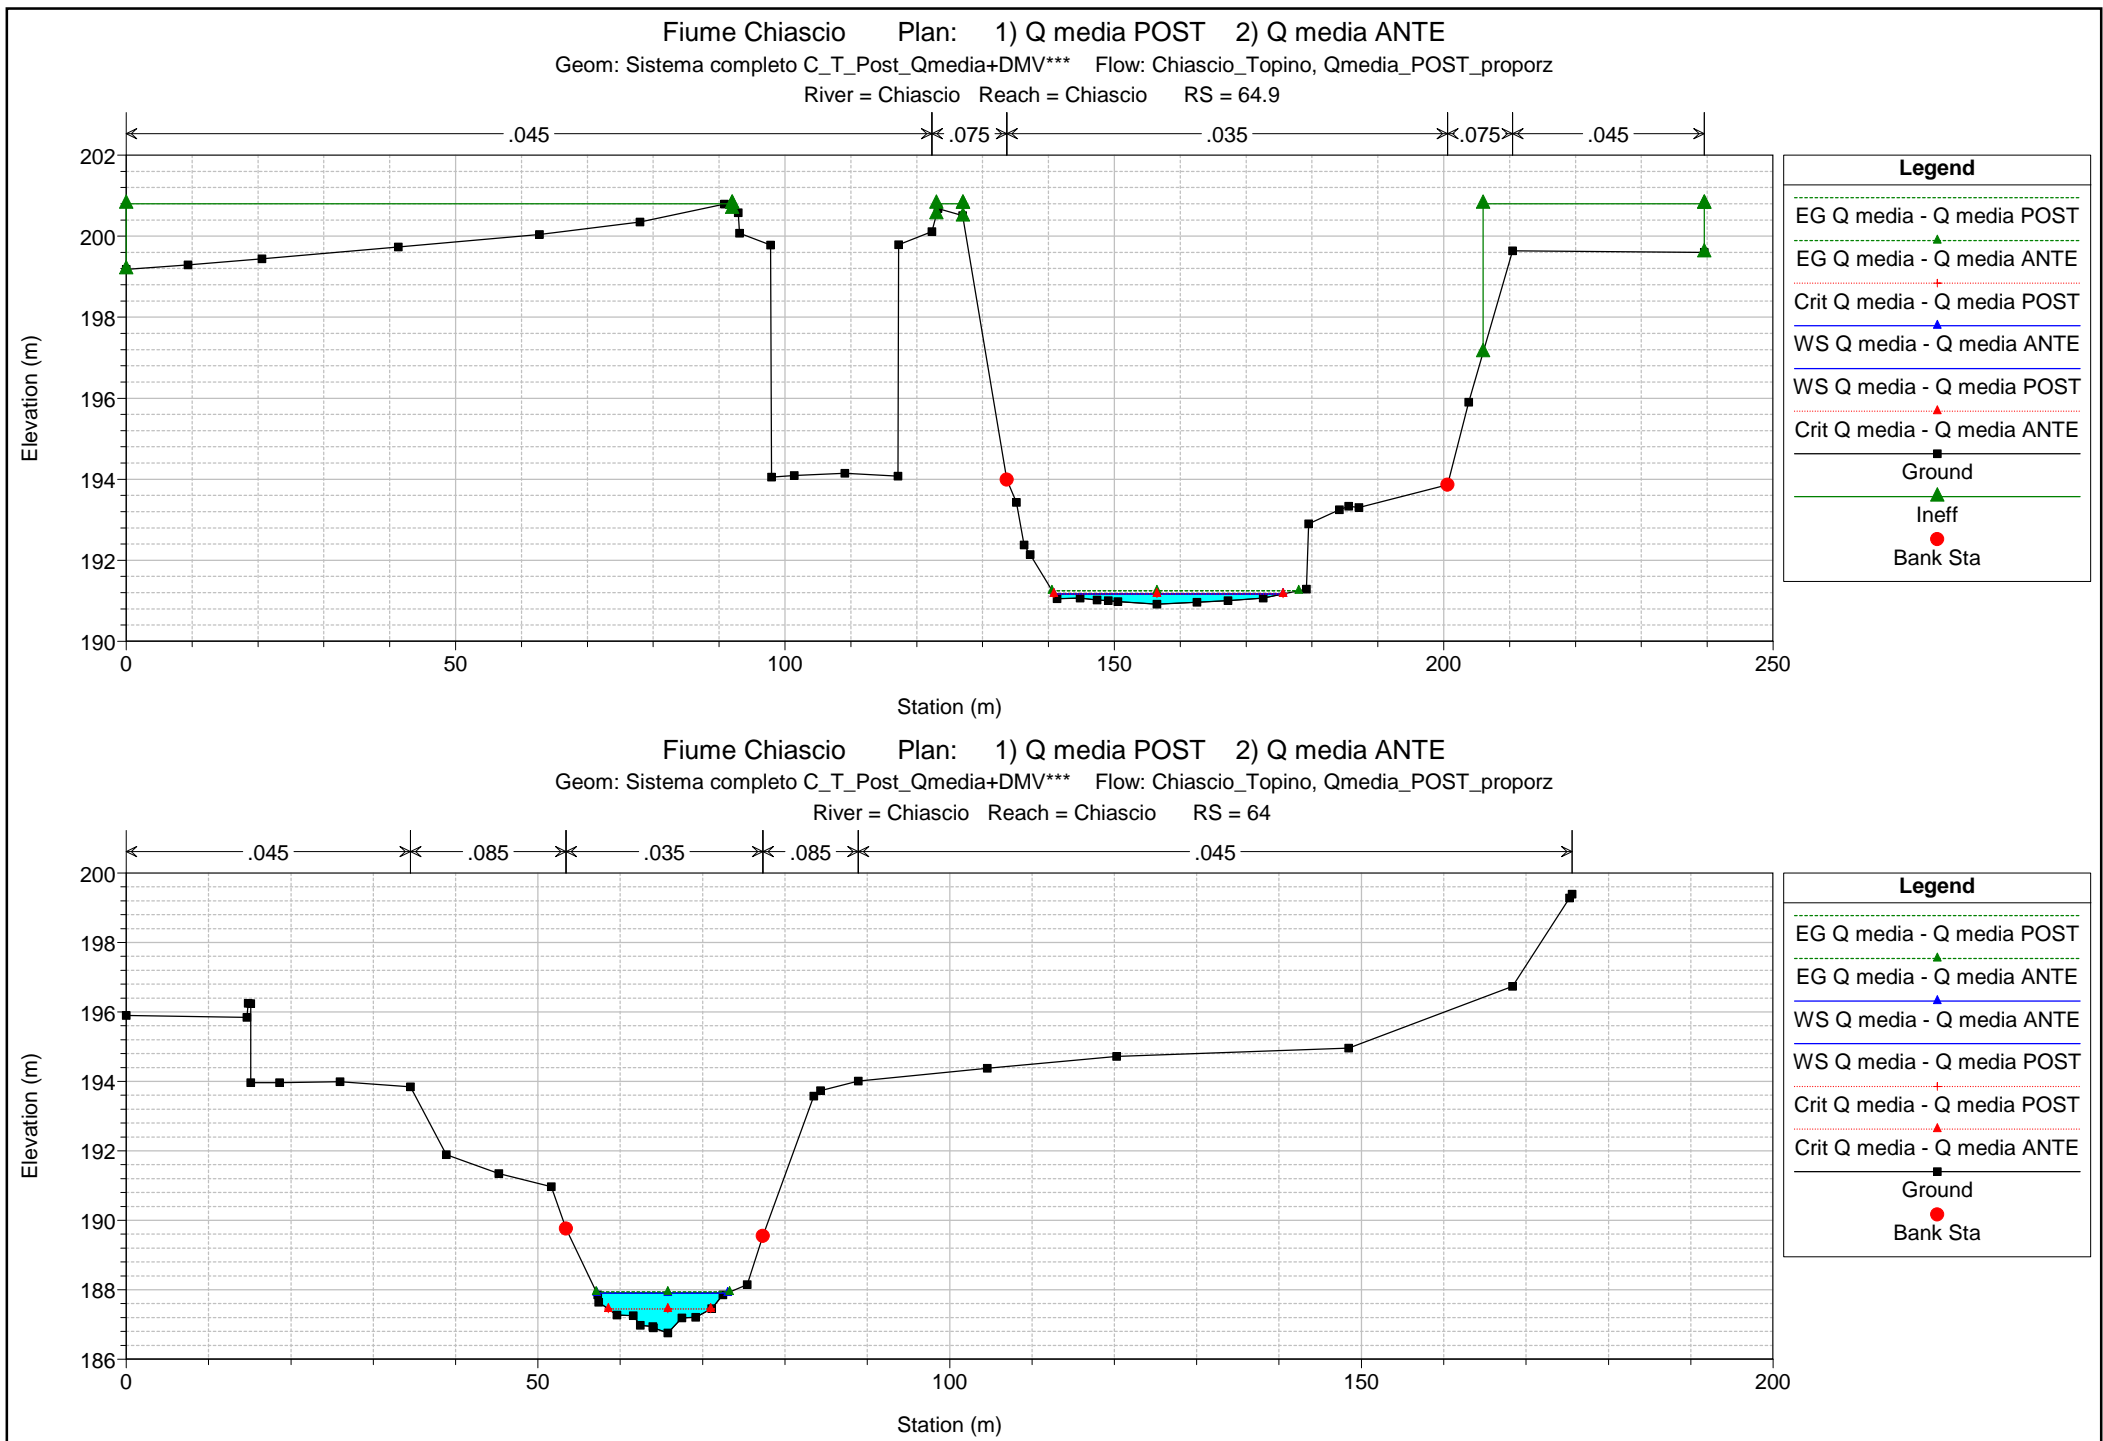 Fiume Chiascio Plan: 1) Q media POST 2) Q media ANTE
Geom: Sistema completo C_T_Post_Qmedia+DMV*** Flow: Chiascio_Topino, Qmedia_POST_proporz
River = Chiascio Reach = Chiascio RS = 64.9
.045 .075 .035 .075 .045
202
200
198
196
194
192
190
Elevation (m)
0 50 100 150 200 250
Station (m)
Legend
EG Q media - Q media POST
EG Q media - Q media ANTE
Crit Q media - Q media POST
WS Q media - Q media ANTE
WS Q media - Q media POST
Crit Q media - Q media ANTE
Ground
Ineff
Bank Sta
Fiume Chiascio Plan: 1) Q media POST 2) Q media ANTE
Geom: Sistema completo C_T_Post_Qmedia+DMV*** Flow: Chiascio_Topino, Qmedia_POST_proporz
River = Chiascio Reach = Chiascio RS = 64
.045 .085 .035 .085 .045
200
198
196
194
192
190
188
186
Elevation (m)
0 50 100 150 200
Station (m)
Legend
EG Q media - Q media POST
EG Q media - Q media ANTE
WS Q media - Q media ANTE
WS Q media - Q media POST
Crit Q media - Q media POST
Crit Q media - Q media ANTE
Ground
Bank Sta